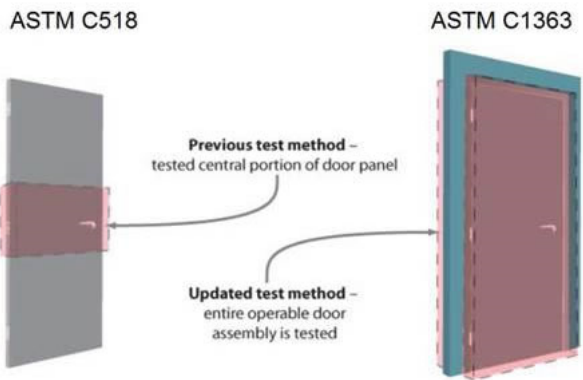 ASTM C518
ASTM C1363
Previous test method –
tested central portion of door panel
Updated test method –
entire operable door
assembly is tested